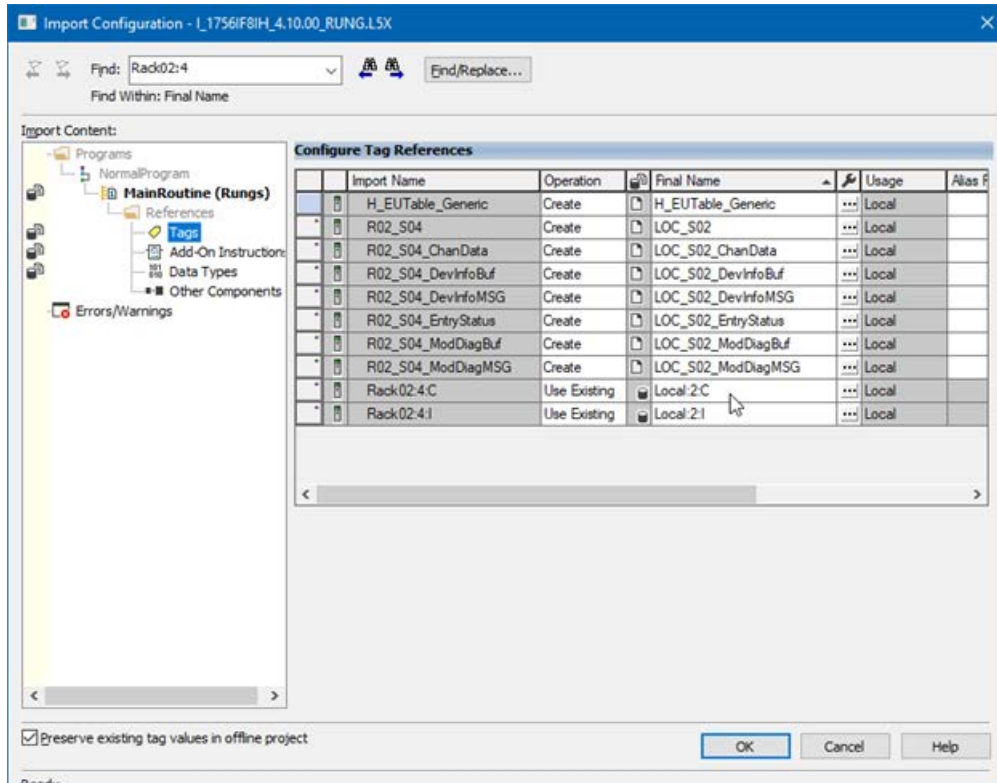 Import Configuration - I_1756IF8IH_4.10.00_RUNG.L5X
Find: Rack02:4 Find/Replace...
Find Within: Final Name
Import Content:
Programs
NormalProgram
MainRoutine (Rungs)
References
Tags
Add-On Instructions
Data Types
Other Components
Errors/Warnings
Configure Tag References
Import Name Operation Final Name Usage Alias F
H_EUTable_Generic Create H_EUTable_Generic ... Local
R02_S04 Create LOC_S02 ... Local
R02_S04_ChanData Create LOC_S02_ChanData ... Local
R02_S04_DevInfoBuf Create LOC_S02_DevInfoBuf ... Local
R02_S04_DevInfoMSG Create LOC_S02_DevInfoMSG ... Local
R02_S04_EntryStatus Create LOC_S02_EntryStatus ... Local
R02_S04_ModDiagBuf Create LOC_S02_ModDiagBuf ... Local
R02_S04_ModDiagMSG Create LOC_S02_ModDiagMSG ... Local
Rack02:4:C Use Existing Local:2:C ... Local
Rack02:4:I Use Existing Local:2:I ... Local
Preserve existing tag values in offline project
OK Cancel Help